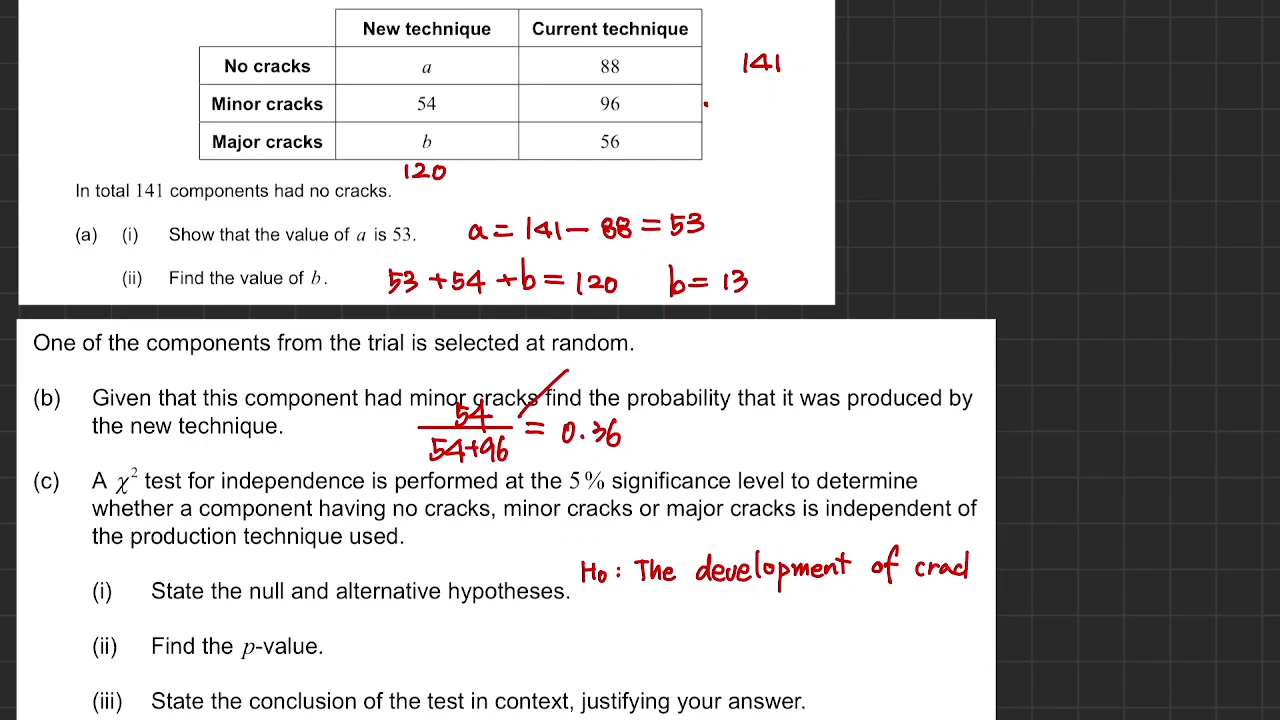 New technique Current technique
No cracks a 88 141
Minor cracks 54 96
Major cracks b 56
120
In total 141 components had no cracks.
(a) (i) Show that the value of a is 53. a = 141 - 88 = 53
(ii) Find the value of b. 53 + 54 + b = 120 b = 13
One of the components from the trial is selected at random.
(b) Given that this component had minor cracks find the probability that it was produced by
the new technique. 54/54+96 = 0.36
(c) A χ² test for independence is performed at the 5% significance level to determine
whether a component having no cracks, minor cracks or major cracks is independent of
the production technique used.
H₀: The development of crac
(i) State the null and alternative hypotheses.
(ii) Find the p-value.
(iii) State the conclusion of the test in context, justifying your answer.